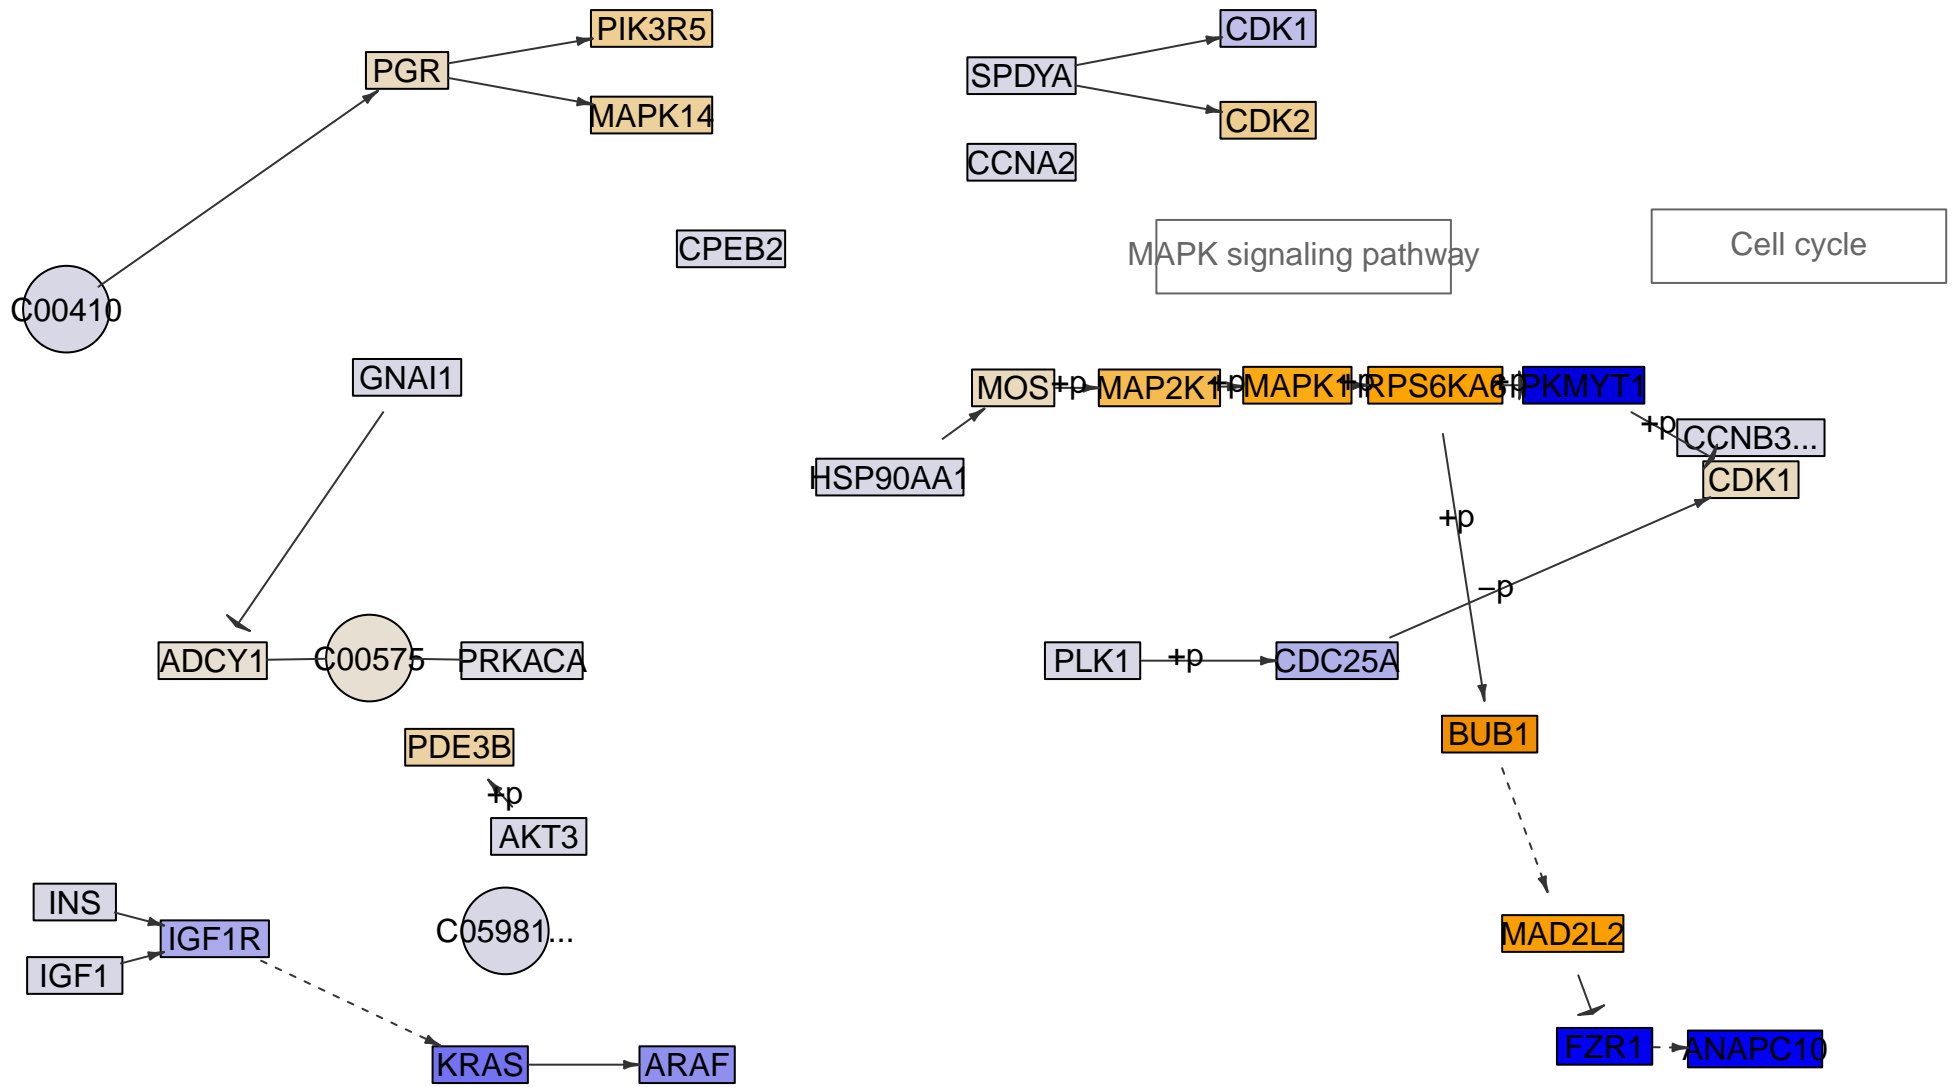 PIK3R5
CDK1
PGR
SPDYA
MAPK14
CDK2
CCNA2
CPEB2
MAPK signaling pathway
Cell cycle
C00410
GNAI1
MOS
+p
MAP2K1
+p
MAPK1
+p
RPS6KA6
+p
PKMYT1
+p
CCNB3...
HSP90AA1
CDK1
+p
−p
ADCY1
C00575
PRKACA
PLK1
+p
CDC25A
BUB1
PDE3B
+p
AKT3
INS
IGF1R
C05981...
MAD2L2
IGF1
KRAS
ARAF
FZR1
ANAPC10